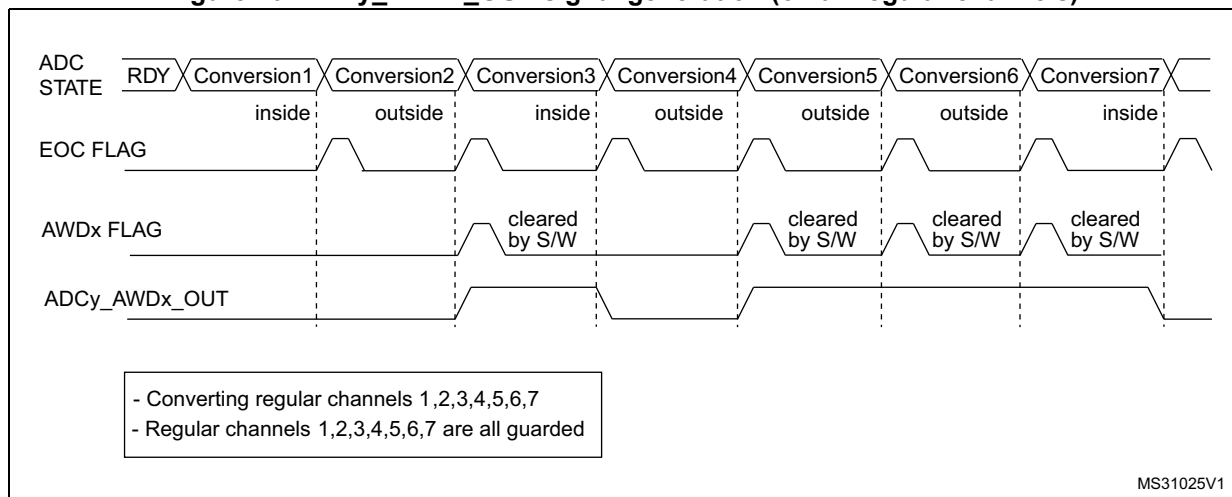 ADC
STATE
RDY Conversion1 Conversion2 Conversion3 Conversion4 Conversion5 Conversion6 Conversion7
inside outside inside outside outside outside inside
EOC FLAG
AWDx FLAG
cleared
by S/W
cleared
by S/W
cleared
by S/W
cleared
by S/W
ADCy_AWDx_OUT
- Converting regular channels 1,2,3,4,5,6,7
- Regular channels 1,2,3,4,5,6,7 are all guarded
MS31025V1